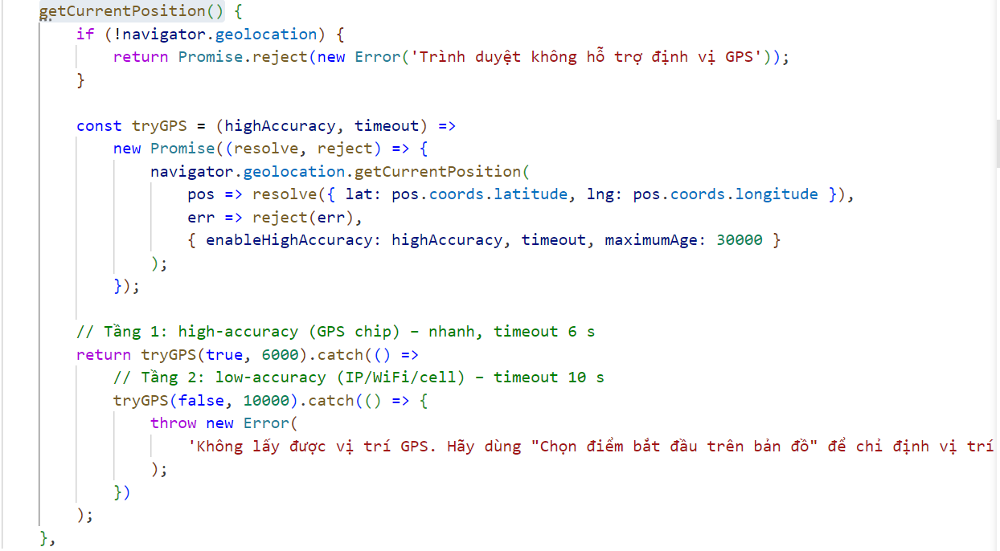 getCurrentPosition() {
if (!navigator.geolocation) {
return Promise.reject(new Error('Trình duyệt không hỗ trợ định vị GPS'));
}
const tryGPS = (highAccuracy, timeout) =>
new Promise((resolve, reject) => {
navigator.geolocation.getCurrentPosition(
pos => resolve({ lat: pos.coords.latitude, lng: pos.coords.longitude }),
err => reject(err),
{ enableHighAccuracy: highAccuracy, timeout, maximumAge: 30000 }
);
});
// Tầng 1: high-accuracy (GPS chip) – nhanh, timeout 6 s
return tryGPS(true, 6000).catch(() =>
// Tầng 2: low-accuracy (IP/WiFi/cell) – timeout 10 s
tryGPS(false, 10000).catch(() => {
throw new Error(
'Không lấy được vị trí GPS. Hãy dùng "Chọn điểm bắt đầu trên bản đồ" để chỉ định vị trí
);
})
);
},